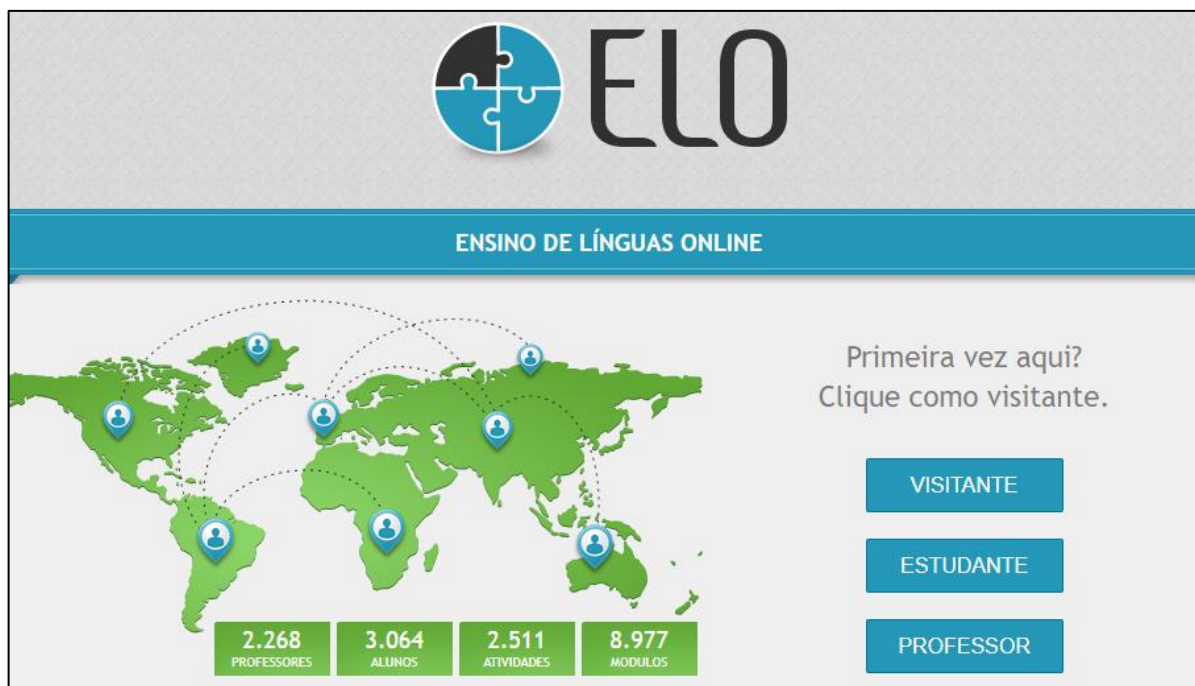 ELO
ENSINO DE LÍNGUAS ONLINE
Primeira vez aqui?
Clique como visitante.
VISITANTE
ESTUDANTE
PROFESSOR
2.268
PROFESSORES
3.064
ALUNOS
2.511
ATIVIDADES
8.977
MODULOS